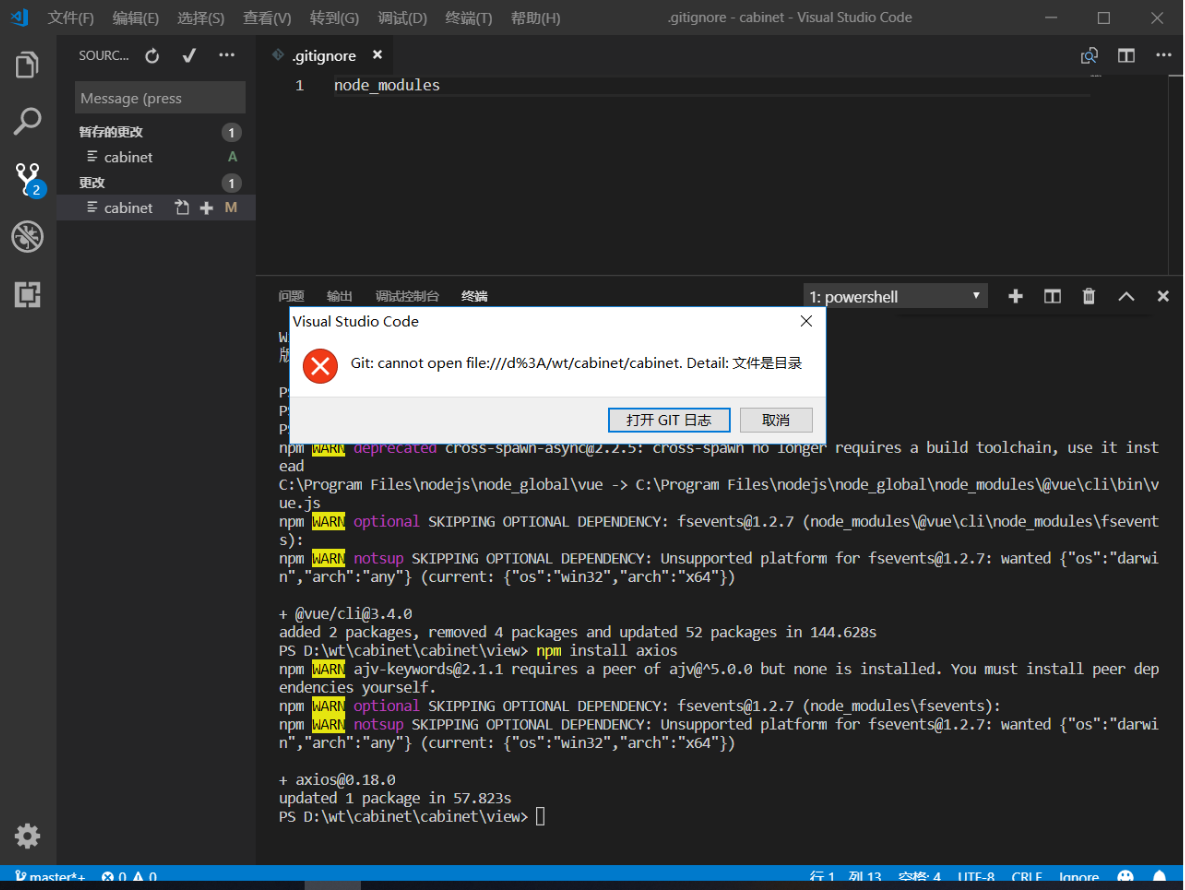 文件(F) 编辑(E) 选择(S) 查看(V) 转到(G) 调试(D) 终端(T) 帮助(H) .gitignore - cabinet - Visual Studio Code
SOURC...
.gitignore
Message (press
暂存的更改 1
cabinet A
更改 1
cabinet M
2
1 node_modules
问题 输出 调试控制台 终端 1: powershell
Visual Studio Code
Git: cannot open file:///d%3A/wt/cabinet/cabinet. Detail: 文件是目录
打开 GIT 日志 取消
npm WARN deprecated cross-spawn-async@2.2.5: cross-spawn no longer requires a build toolchain, use it inst
ead
C:\Program Files\nodejs\node_global\vue -> C:\Program Files\nodejs\node_global\node_modules\@vue\cli\bin\v
ue.js
npm WARN optional SKIPPING OPTIONAL DEPENDENCY: fsevents@1.2.7 (node_modules\@vue\cli\node_modules\fsevent
s):
npm WARN notsup SKIPPING OPTIONAL DEPENDENCY: Unsupported platform for fsevents@1.2.7: wanted {"os":"darwi
n","arch":"any"} (current: {"os":"win32","arch":"x64"})
+ @vue/cli@3.4.0
added 2 packages, removed 4 packages and updated 52 packages in 144.628s
PS D:\wt\cabinet\cabinet\view> npm install axios
npm WARN ajv-keywords@2.1.1 requires a peer of ajv@^5.0.0 but none is installed. You must install peer dep
endencies yourself.
npm WARN optional SKIPPING OPTIONAL DEPENDENCY: fsevents@1.2.7 (node_modules\fsevents):
npm WARN notsup SKIPPING OPTIONAL DEPENDENCY: Unsupported platform for fsevents@1.2.7: wanted {"os":"darwi
n","arch":"any"} (current: {"os":"win32","arch":"x64"})
+ axios@0.18.0
updated 1 package in 57.823s
PS D:\wt\cabinet\cabinet\view>
master*+ 0 0 行 1 列 13 空格: 4 UTF-8 CRLF Ignore